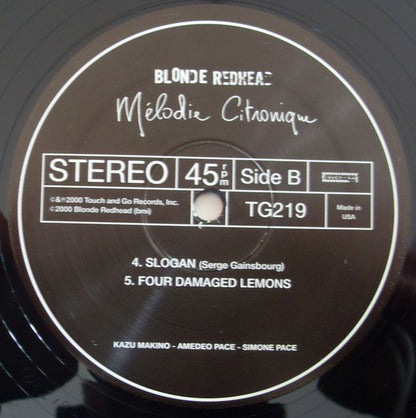 BLONDE REDHEAD
Mélodie Citronique
STEREO 45 rpm Side B
©&℗2000 Touch and Go Records, Inc.
©2000 Blonde Redhead (bmi)
TG219
Made in
USA
4. SLOGAN (Serge Gainsbourg)
5. FOUR DAMAGED LEMONS
KAZU MAKINO - AMEDEO PACE - SIMONE PACE